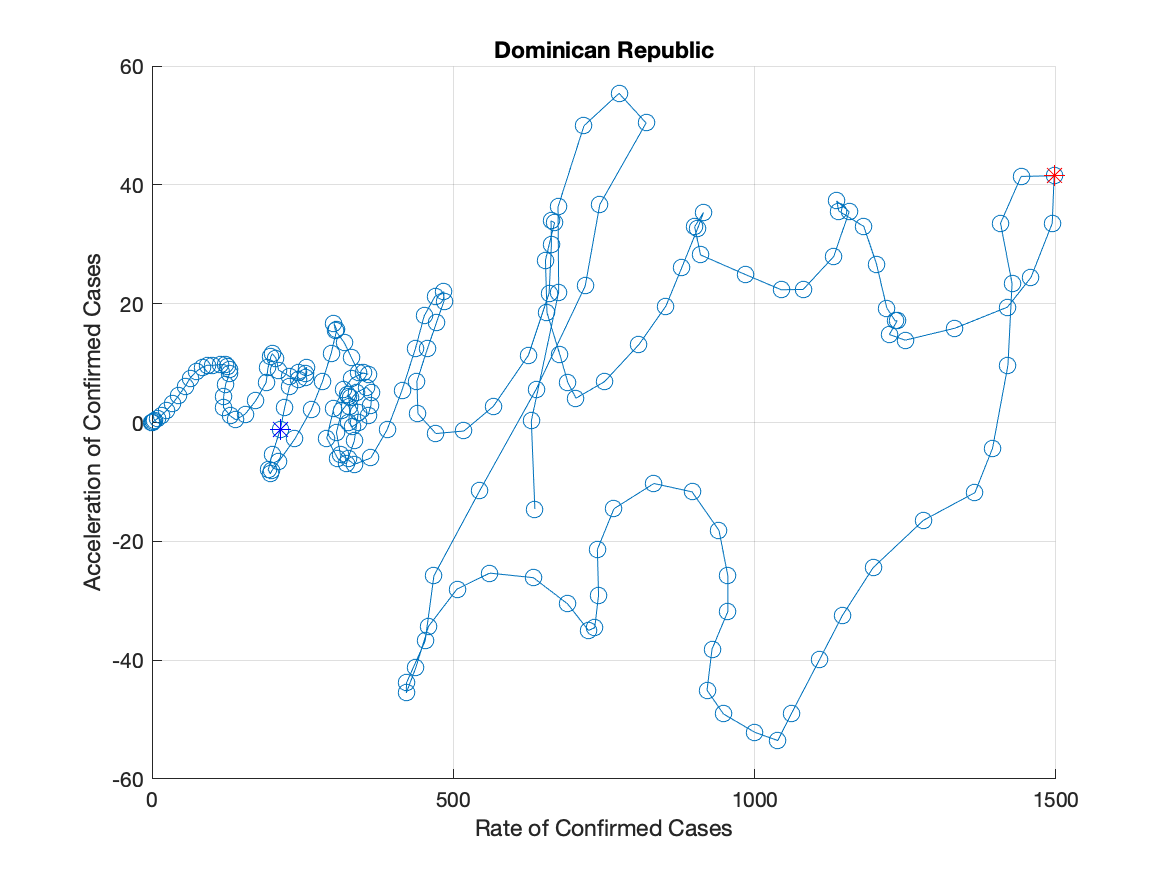 Dominican Republic
60
40
20
0
-20
-40
-60
Acceleration of Confirmed Cases
0 500 1000 1500
Rate of Confirmed Cases